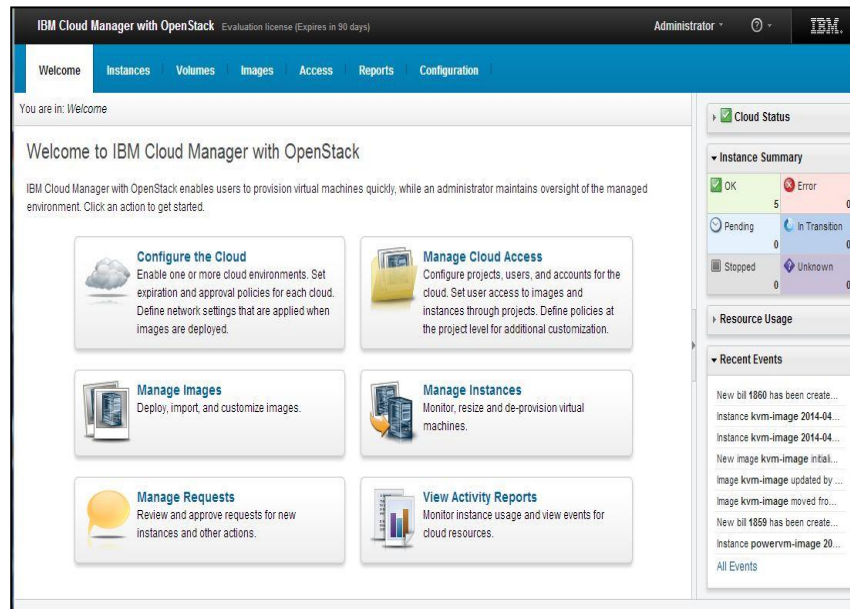 IBM Cloud Manager with OpenStack Evaluation license (Expires in 90 days)
Administrator
IBM.
Welcome Instances Volumes Images Access Reports Configuration
You are in: Welcome
Welcome to IBM Cloud Manager with OpenStack
IBM Cloud Manager with OpenStack enables users to provision virtual machines quickly, while an administrator maintains oversight of the managed
environment. Click an action to get started.
Configure the Cloud
Enable one or more cloud environments. Set
expiration and approval policies for each cloud.
Define network settings that are applied when
images are deployed.
Manage Cloud Access
Configure projects, users, and accounts for the
cloud. Set user access to images and
instances through projects. Define policies at
the project level for additional customization.
Manage Images
Deploy, import, and customize images.
Manage Instances
Monitor, resize and de-provision virtual
machines.
Manage Requests
Review and approve requests for new
instances and other actions.
View Activity Reports
Monitor instance usage and view events for
cloud resources.
Cloud Status
Instance Summary
OK 5
Error 0
Pending 0
In Transition 0
Stopped 0
Unknown 0
Resource Usage
Recent Events
New bill 1860 has been create...
Instance kvm-image 2014-04...
Instance kvm-image 2014-04...
New image kvm-image initiali...
Image kvm-image updated by ...
Image kvm-image moved fro...
New bill 1859 has been create...
Instance powervm-image 20...
All Events